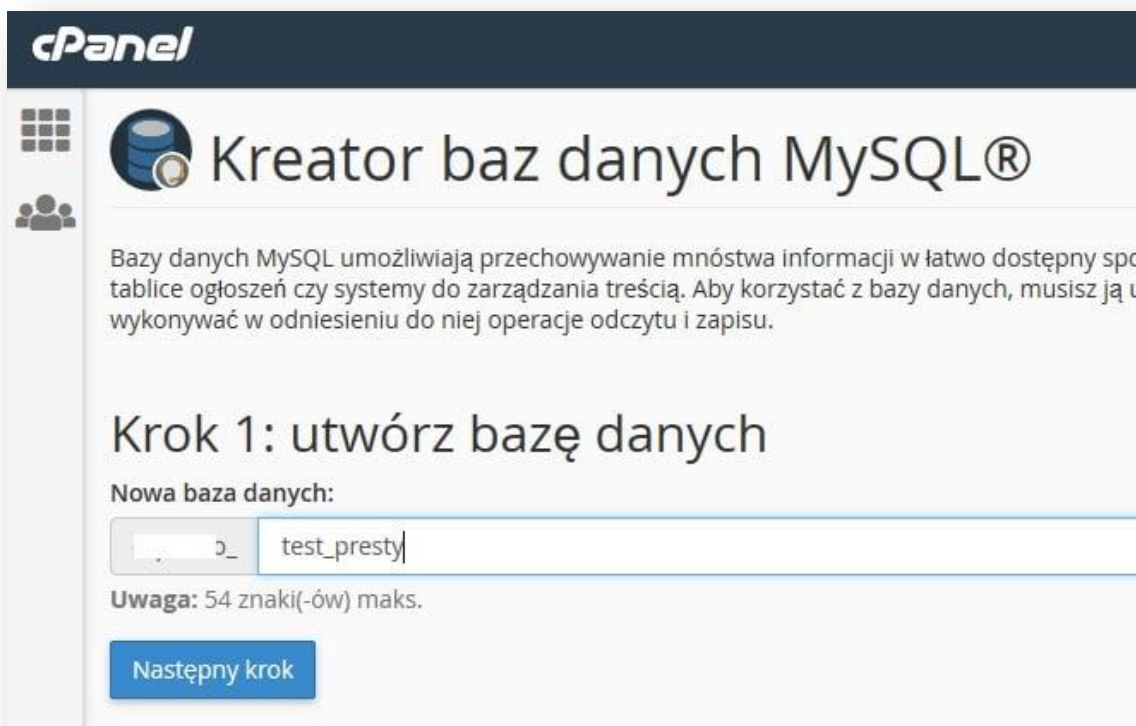 cPanel
Kreator baz danych MySQL®
Bazy danych MySQL umożliwiają przechowywanie mnóstwa informacji w łatwo dostępny
tablice ogłoszeń czy systemy do zarządzania treścią. Aby korzystać z bazy danych, musisz ją
wykonywać w odniesieniu do niej operacje odczytu i zapisu.
Krok 1: utwórz bazę danych
Nowa baza danych:
test_presty
Uwaga: 54 znaki(-ów) maks.
Następny krok